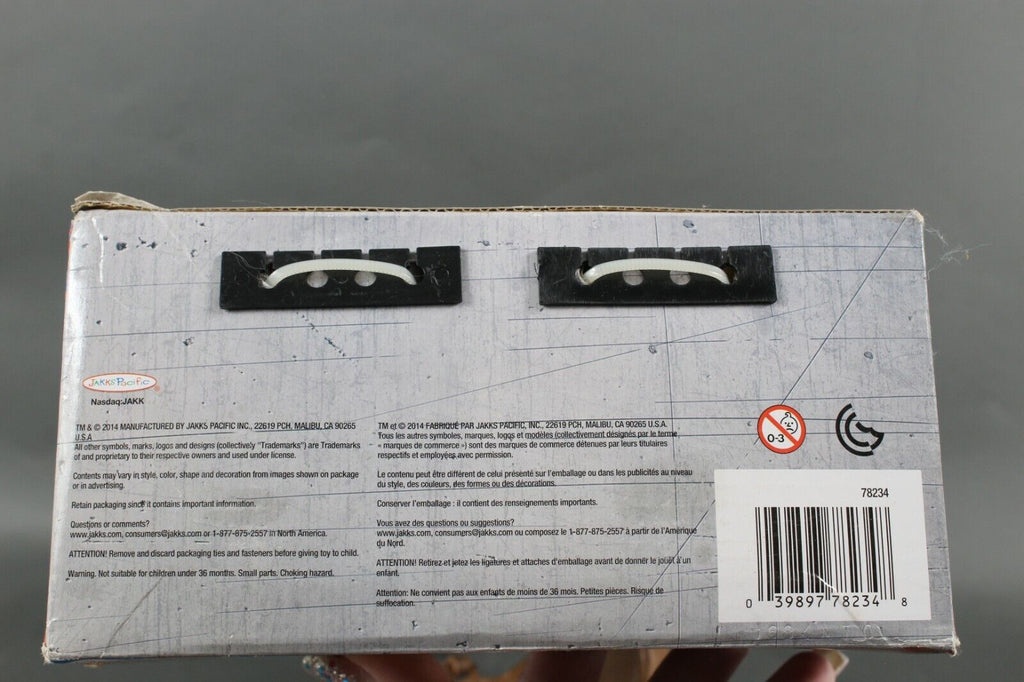 JAKKS Pacific
®
Nasdaq:JAKK
TM & © 2014 MANUFACTURED BY JAKKS PACIFIC INC., 22619 PCH, MALIBU, CA 90265
U.S.A
All other symbols, marks, logos and designs (collectively "Trademarks") are Trademarks
of and proprietary to their respective owners and used under license.
Contents may vary in style, color, shape and decoration from images shown on package
or in advertising.
Retain packaging since it contains important information.
Questions or comments?
www.jakks.com, consumers@jakks.com or 1-877-875-2557 in North America.
ATTENTION! Remove and discard packaging ties and fasteners before giving toy to child.
Warning. Not suitable for children under 36 months. Small parts. Choking hazard.
TM et © 2014 FABRIQUÉ PAR JAKKS PACIFIC, INC., 22619 PCH, MALIBU, CA 90265 U.S.A.
Tous les autres symboles, marques, logos et modèles (collectivement désignés par le terme
« marques de commerce ») sont des marques de commerce détenues par leurs titulaires
respectifs et employées avec permission.
Le contenu peut être différent de celui présenté sur l'emballage ou dans les publicités au niveau
du style, des couleurs, des formes ou des décorations.
Conserver l'emballage : il contient des renseignements importants.
Vous avez des questions ou suggestions?
www.jakks.com, consumers@jakks.com ou composez le 1-877-875-2557 à partir de l'Amérique
du Nord.
ATTENTION! Retirez et jetez les ligatures et attaches d'emballage avant de donner le jouet à un
enfant.
Attention: Ne convient pas aux enfants de moins de 36 mois. Petites pièces. Risque de
suffocation.
0-3
78234
0 39897 78234 8